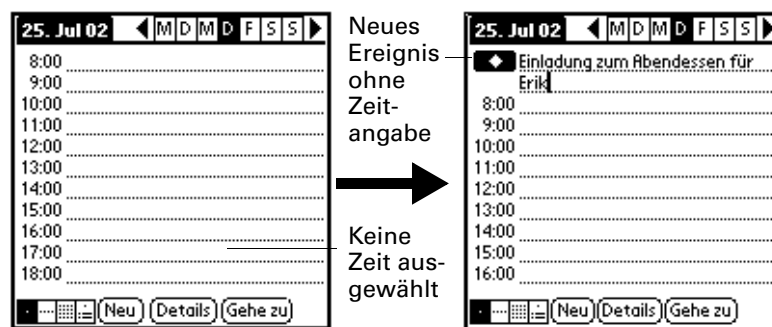 25. Jul 02 M D M D F S S
8:00
9:00
10:00
11:00
12:00
13:00
14:00
15:00
16:00
17:00
18:00
Neu Details Gehe zu
Neues
Ereignis
ohne
Zeit-
angabe
Keine
Zeit aus-
gewählt
25. Jul 02 M D M D F S S
Einladung zum Abendessen für
Erik
8:00
9:00
10:00
11:00
12:00
13:00
14:00
15:00
16:00
Neu Details Gehe zu